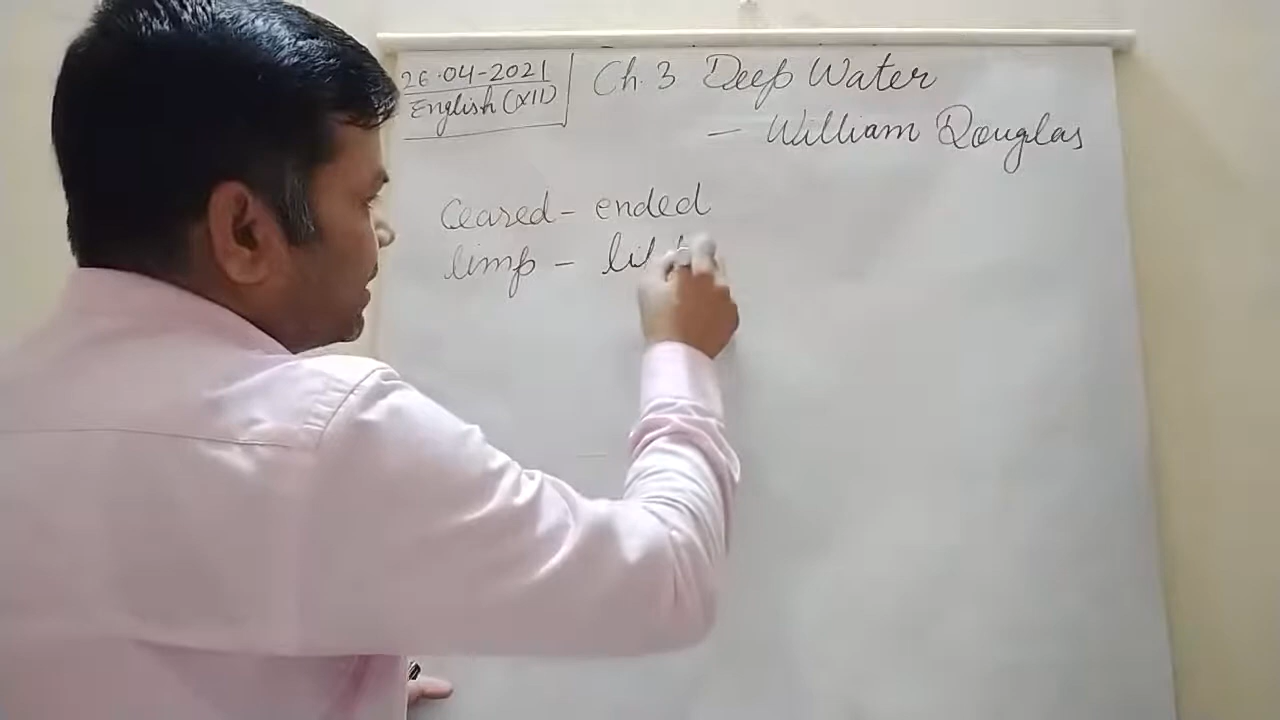 26.04-2021
English (XII)
Ch. 3 Deep Water
- William Douglas
Ceased - ended
limp -